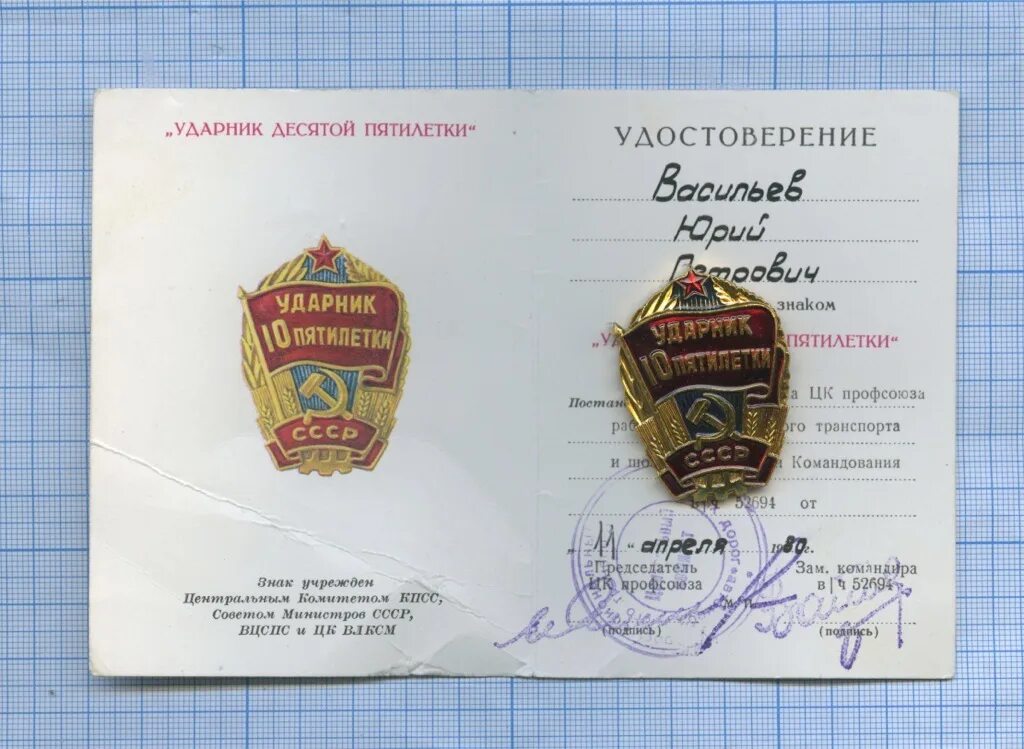 „УДАРНИК ДЕСЯТОЙ ПЯТИЛЕТКИ“
УДАРНИК
10 ПЯТИЛЕТКИ
СССР
Знак учрежден
Центральным Комитетом КПСС,
Советом Министров СССР,
ВЦСПС и ЦК ВЛКСМ
УДОСТОВЕРЕНИЕ
Васильев
Юрий
Петрович
знаком
ПЯТИЛЕТКИ“
УДАРНИК
10 ПЯТИЛЕТКИ
СССР
ЦК профсоюза
транспорта
и Командования
52694 от
„11“ апреля 1980г.
Председатель
ЦК профсоюза
Зам. командира
в|ч 52694
М. П.
(подпись)
(подпись)